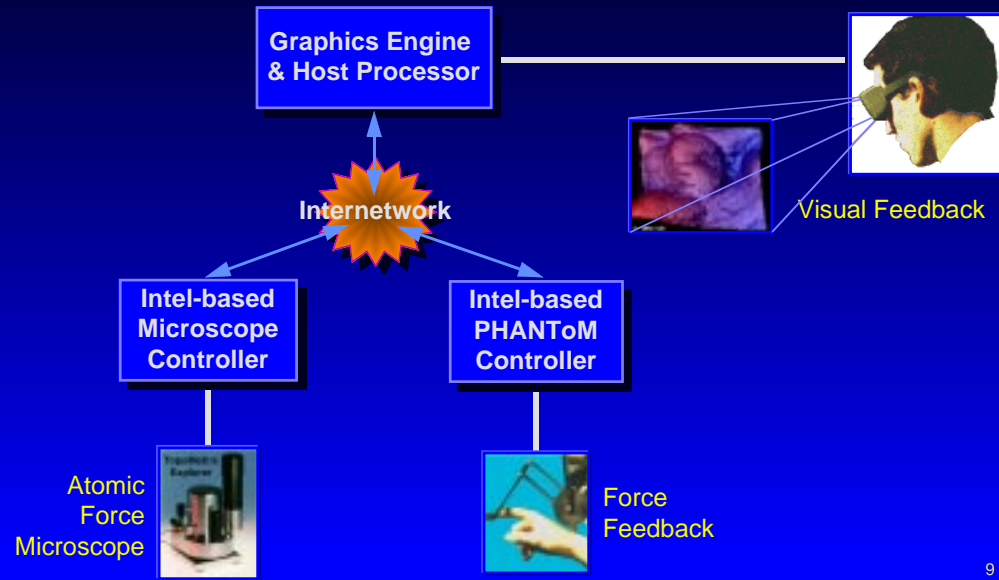 Graphics Engine
& Host Processor
Internetwork
Visual Feedback
Intel-based
Microscope
Controller
Intel-based
PHANToM
Controller
Explorer
Atomic
Force
Microscope
Force
Feedback
9